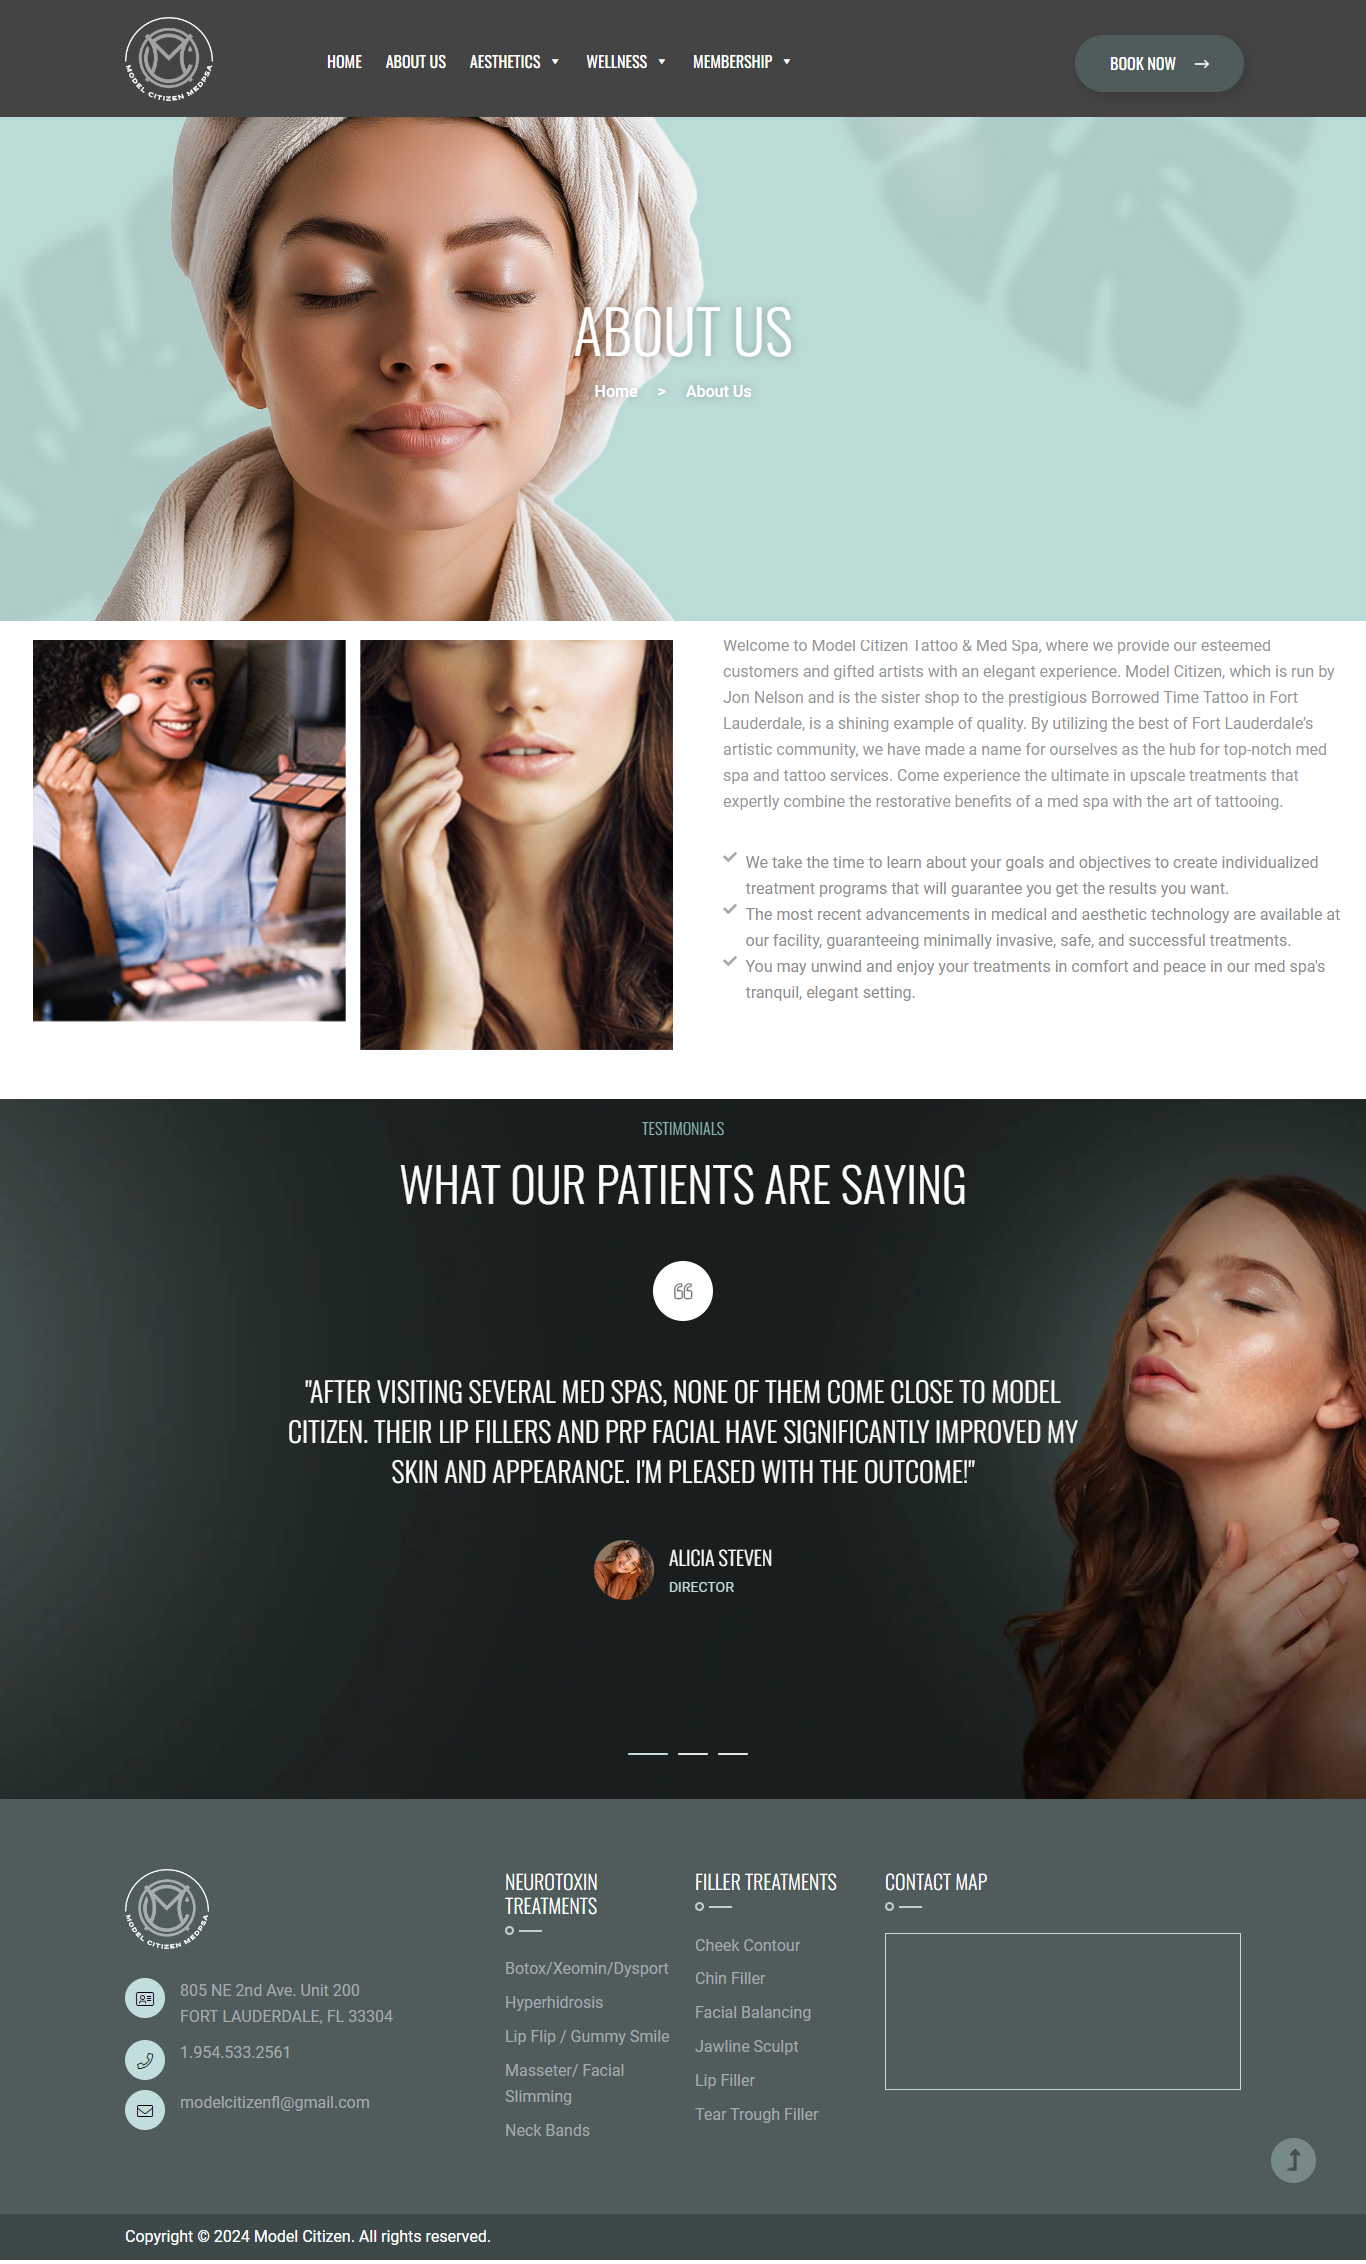 MODEL CITIZEN MEDPSA
HOME ABOUT US AESTHETICS WELLNESS MEMBERSHIP
BOOK NOW
ABOUT US
Home > About Us
Welcome to Model Citizen Tattoo & Med Spa, where we provide our esteemed
customers and gifted artists with an elegant experience. Model Citizen, which is run by
Jon Nelson and is the sister shop to the prestigious Borrowed Time Tattoo in Fort
Lauderdale, is a shining example of quality. By utilizing the best of Fort Lauderdale’s
artistic community, we have made a name for ourselves as the hub for top-notch med
spa and tattoo services. Come experience the ultimate in upscale treatments that
expertly combine the restorative benefits of a med spa with the art of tattooing.
We take the time to learn about your goals and objectives to create individualized
treatment programs that will guarantee you get the results you want.
The most recent advancements in medical and aesthetic technology are available at
our facility, guaranteeing minimally invasive, safe, and successful treatments.
You may unwind and enjoy your treatments in comfort and peace in our med spa's
tranquil, elegant setting.
TESTIMONIALS
WHAT OUR PATIENTS ARE SAYING
"AFTER VISITING SEVERAL MED SPAS, NONE OF THEM COME CLOSE TO MODEL
CITIZEN. THEIR LIP FILLERS AND PRP FACIAL HAVE SIGNIFICANTLY IMPROVED MY
SKIN AND APPEARANCE. I'M PLEASED WITH THE OUTCOME!"
ALICIA STEVEN
DIRECTOR
MODEL CITIZEN MEDPSA
805 NE 2nd Ave. Unit 200
FORT LAUDERDALE, FL 33304
1.954.533.2561
modelcitizenfl@gmail.com
NEUROTOXIN
TREATMENTS
Botox/Xeomin/Dysport
Hyperhidrosis
Lip Flip / Gummy Smile
Masseter/ Facial
Slimming
Neck Bands
FILLER TREATMENTS
Cheek Contour
Chin Filler
Facial Balancing
Jawline Sculpt
Lip Filler
Tear Trough Filler
CONTACT MAP
Copyright © 2024 Model Citizen. All rights reserved.